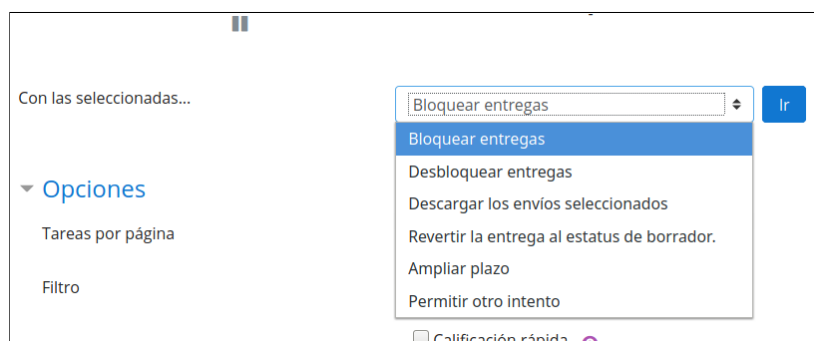 Con las seleccionadas...
Bloquear entregas
Ir
Bloquear entregas
Desbloquear entregas
Descargar los envíos seleccionados
Revertir la entrega al estatus de borrador.
Ampliar plazo
Permitir otro intento
Opciones
Tareas por página
Filtro
Calificación rápida